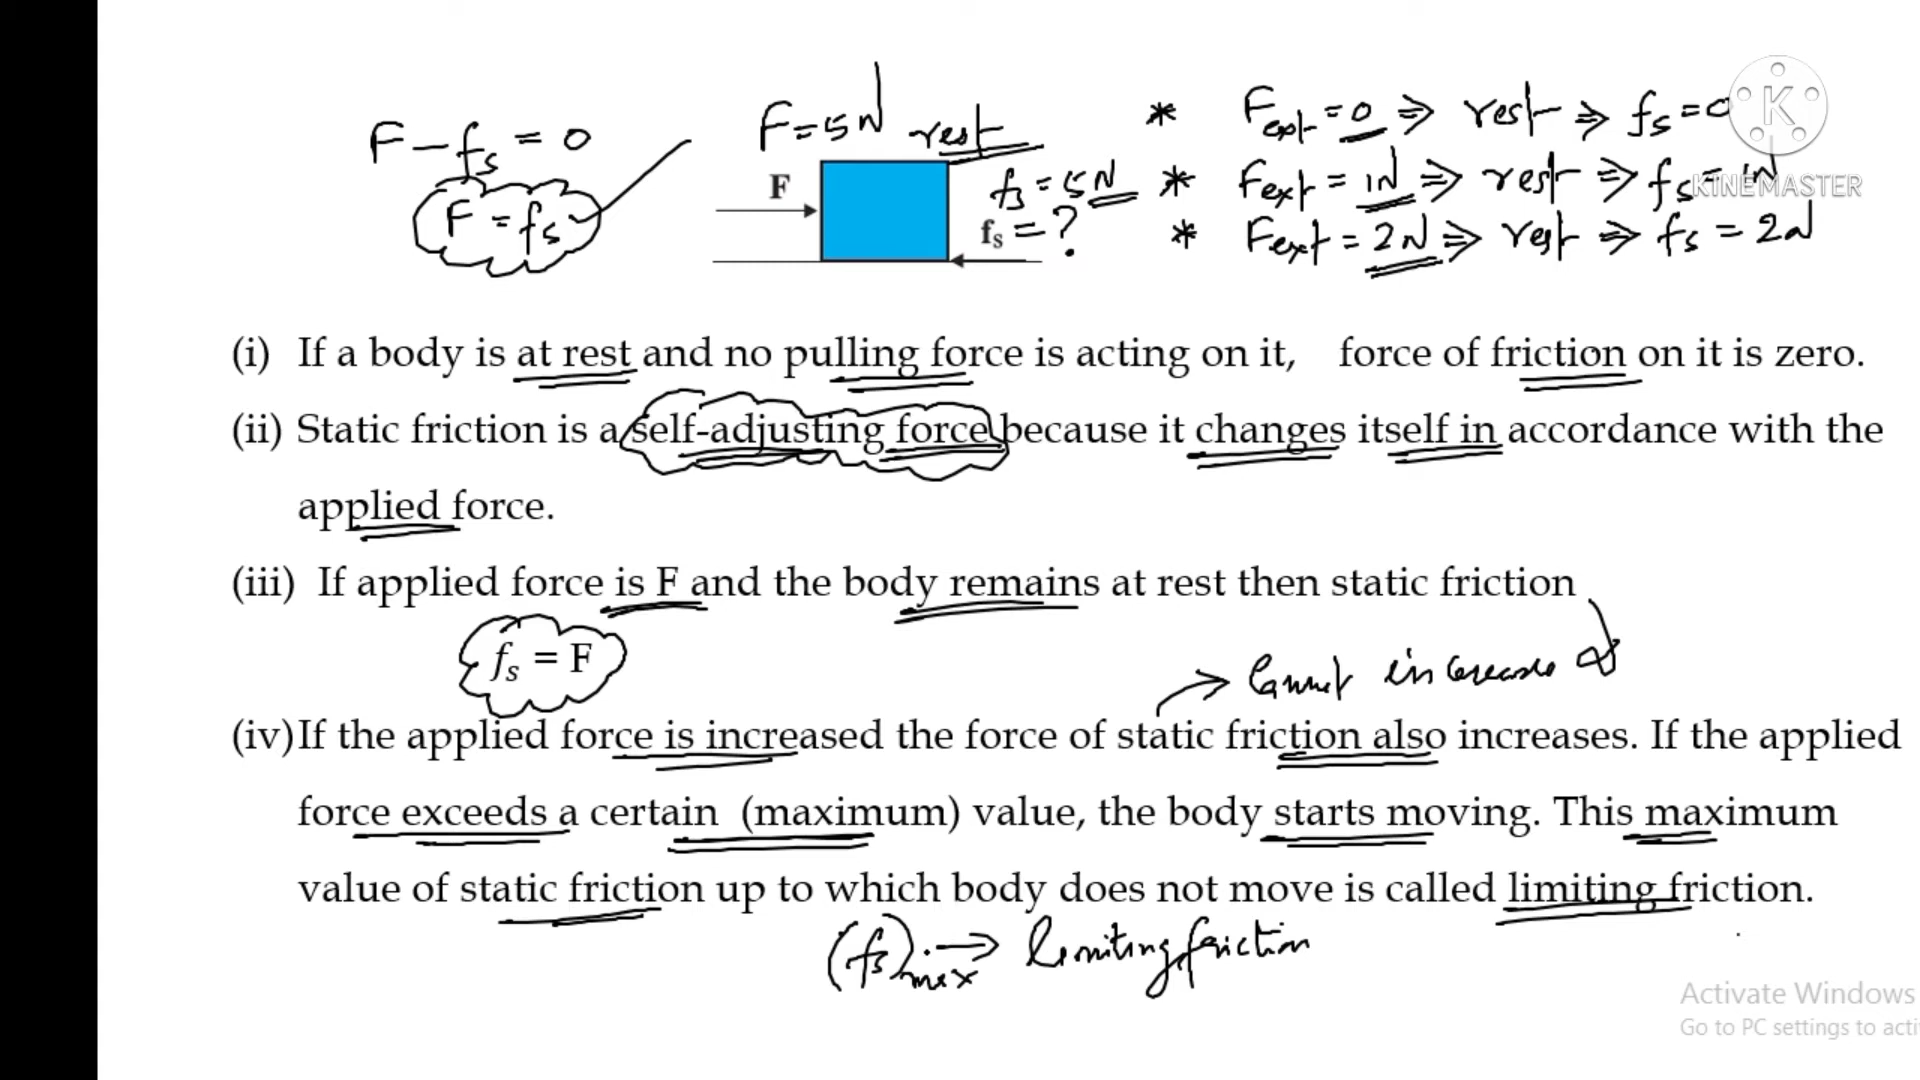 F - fs = 0
F = fs
F = 5N rest
F
fs = 5N
fs = ?
* Fext = 0 ⇒ rest ⇒ fs = 0
* Fext = 1N ⇒ rest ⇒ fs = 1N
* Fext = 2N ⇒ rest ⇒ fs = 2N
K
KINEMASTER
(i) If a body is at rest and no pulling force is acting on it, force of friction on it is zero.
(ii) Static friction is a self-adjusting force because it changes itself in accordance with the
applied force.
(iii) If applied force is F and the body remains at rest then static friction
fs = F
→ Cannot increase
(iv) If the applied force is increased the force of static friction also increases. If the applied
force exceeds a certain (maximum) value, the body starts moving. This maximum
value of static friction up to which body does not move is called limiting friction.
(fs)max → limiting friction
Activate Windows
Go to PC settings to acti